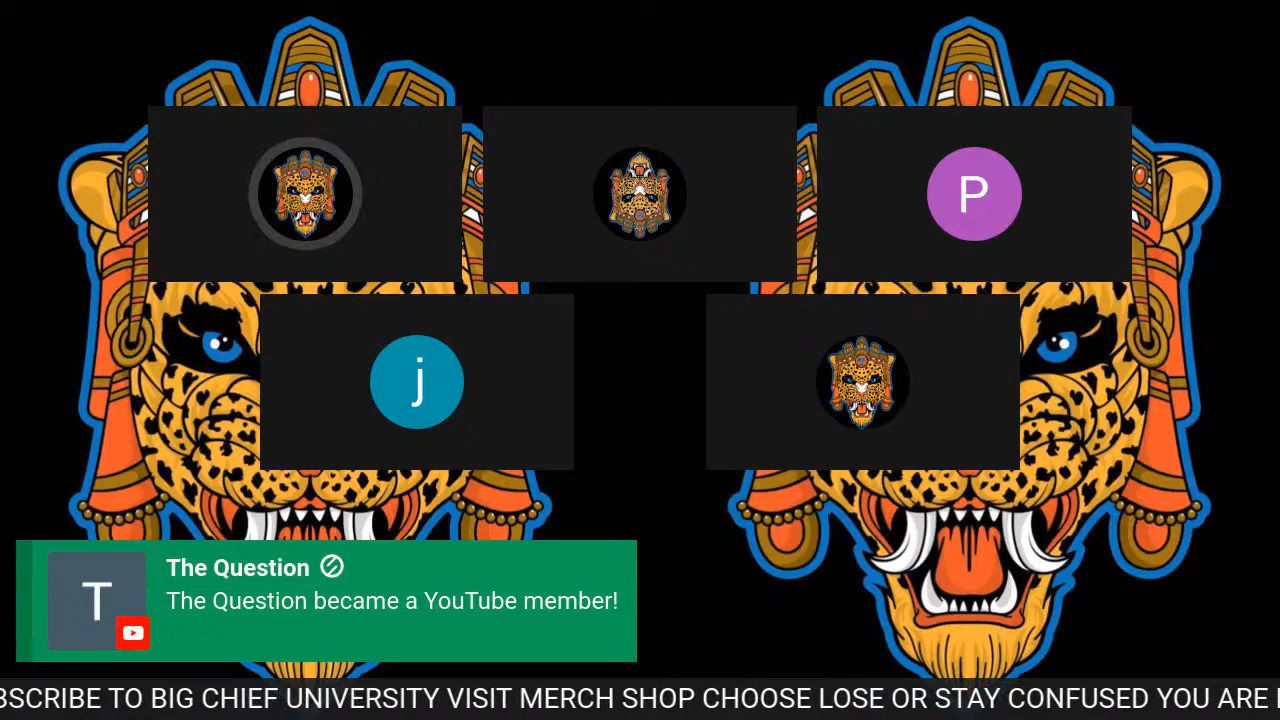 P
j
T
The Question
The Question became a YouTube member!
TO BIG CHIEF UNIVERSITY VISIT MERCH SHOP CHOOSE LOSE OR STAY CONFUSED YOU ARE